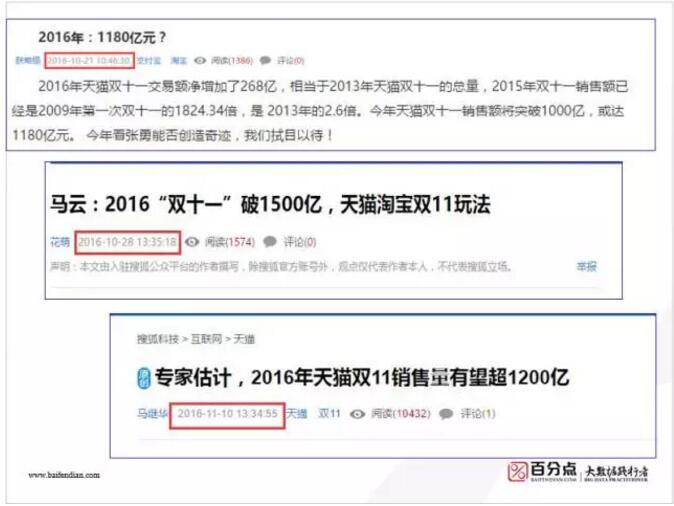 2016年：1180亿元？
2016-10-21 10:46:30 支付宝 淘宝 阅读(1386) 评论(0)
2016年天猫双十一交易额净增加了268亿，相当于2013年天猫双十一的总量，2015年双十一销售额已
经是2009年第一次双十一的1824.34倍，是 2013年的2.6倍。今年天猫双十一销售额将突破1000亿，或达
1180亿元。 今年看张勇能否创造奇迹，我们拭目以待！
马云：2016“双十一”破1500亿，天猫淘宝双11玩法
花萌 2016-10-28 13:35:18 阅读(1574) 评论(0)
声明：本文由入驻搜狐公众平台的作者撰写，除搜狐官方账号外，观点仅代表作者本人，不代表搜狐立场。 举报
搜狐科技 > 互联网 > 天猫
原创 专家估计，2016年天猫双11销售量有望超1200亿
马继华 2016-11-10 13:34:55 天猫 双11 阅读(10432) 评论(1)
www.baifendian.com
百分点 大数据践行者
BAIFENDIAN.COM BIG DATA PRACTITIONER